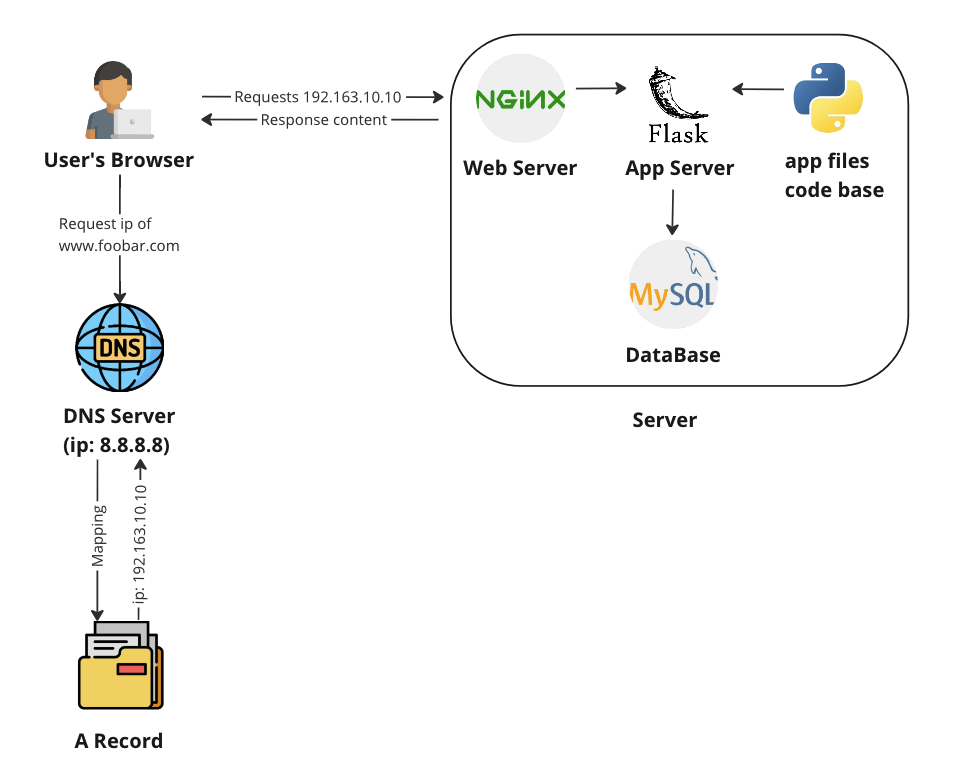 User's Browser
Requests 192.163.10.10
Response content
NGiNX
Web Server
Flask
App Server
app files
code base
MySQL
DataBase
Server
Request ip of
www.foobar.com
DNS
DNS Server
(ip: 8.8.8.8)
Mapping
ip: 192.163.10.10
A Record